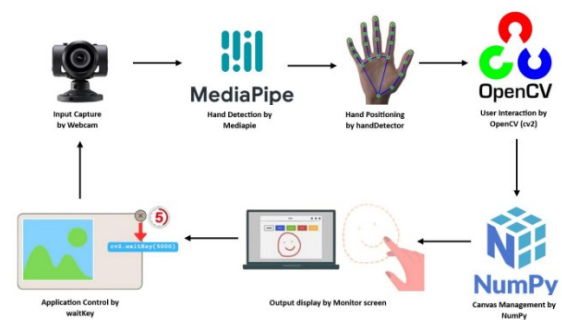 MediaPipe
OpenCV
Input Capture
by Webcam
Hand Detection by
Mediapie
Hand Positioning
by handDetector
User Interaction by
OpenCV (cv2)
5
cv2.waitKey(5000)
NumPy
Application Control by
waitKey
Output display by Monitor screen
Canvas Management by
NumPy